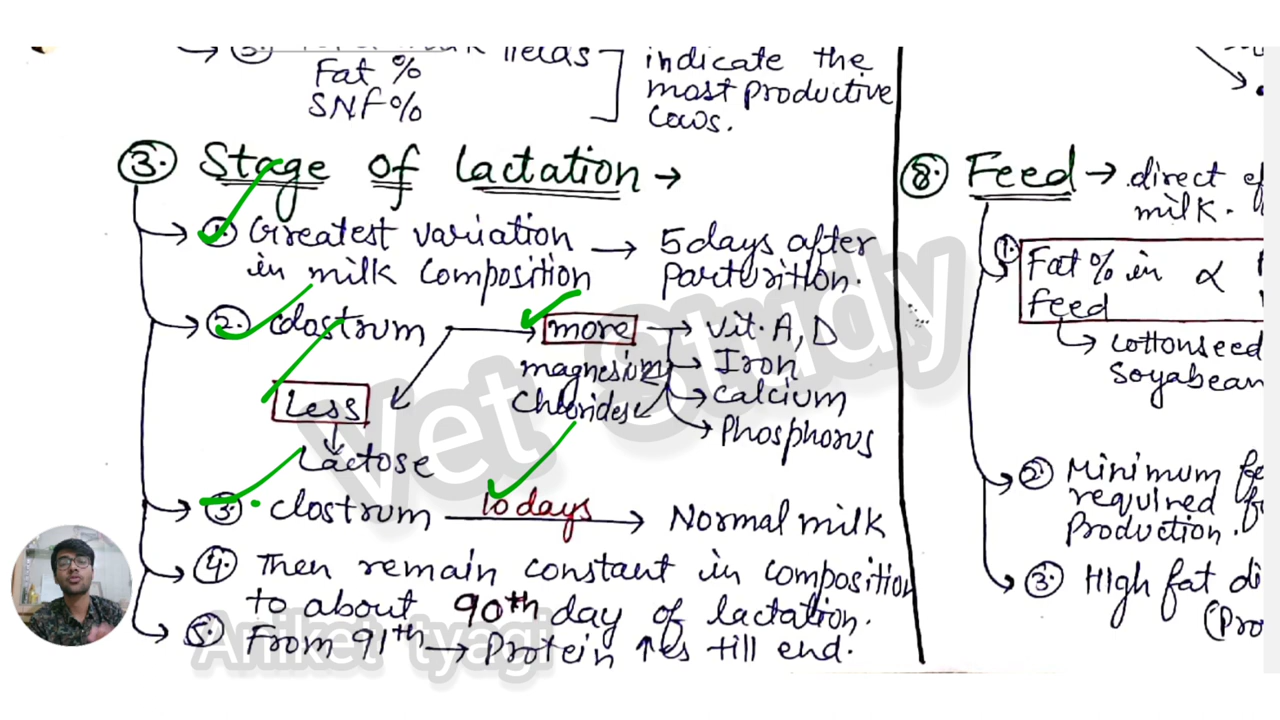 Fat %
SNF%
indicate the
most productive
cows.
③. Stage of lactation →
①. Greatest variation
in milk composition → 5 days after
parturition.
②. colostrum → more → Vit. A, D
magnesium → Iron
chlorides → calcium
→ Phosphorus
Less
Lactose
③. clostrum 10 days → Normal milk
④. Then remain constant in composition
to about 90th day of lactation.
⑤. From 91th → Protein ↑es till end.
⑧. Feed → direct
milk.
①. Fat % in α
feed
→ cottonseed
soyabean
②. Minimum
required
Production.
③. High fat
Vet Study
Aniket tyagi